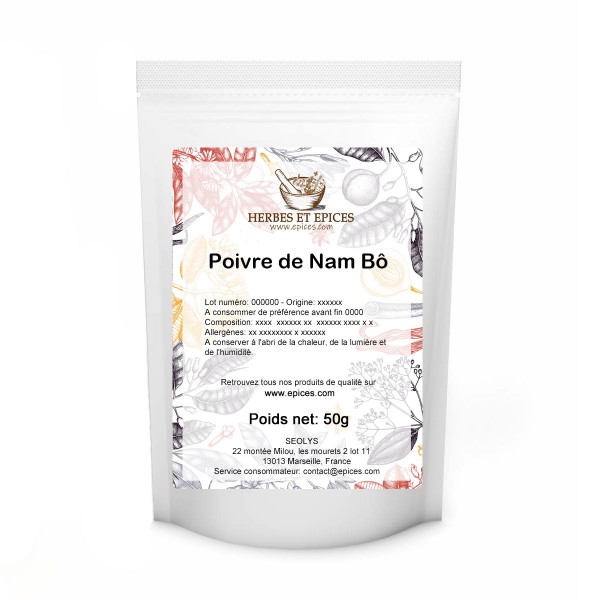 HERBES ET EPICES
www.epices.com
Poivre de Nam Bô
Lot numéro: 000000 - Origine: xxxxxx
A consommer de préférence avant fin 0000
Composition: xxxx xxxxxx xx xxxxxx xxxx x x
Allergènes: xx xxxxxxxx x xxxxxx
A conserver à l'abri de la chaleur, de la lumière et
de l'humidité.
Retrouvez tous nos produits de qualité sur
www.epices.com
Poids net: 50g
SEOLYS
22 montée Milou, les mourets 2 lot 11
13013 Marseille, France
Service consommateur: contact@epices.com